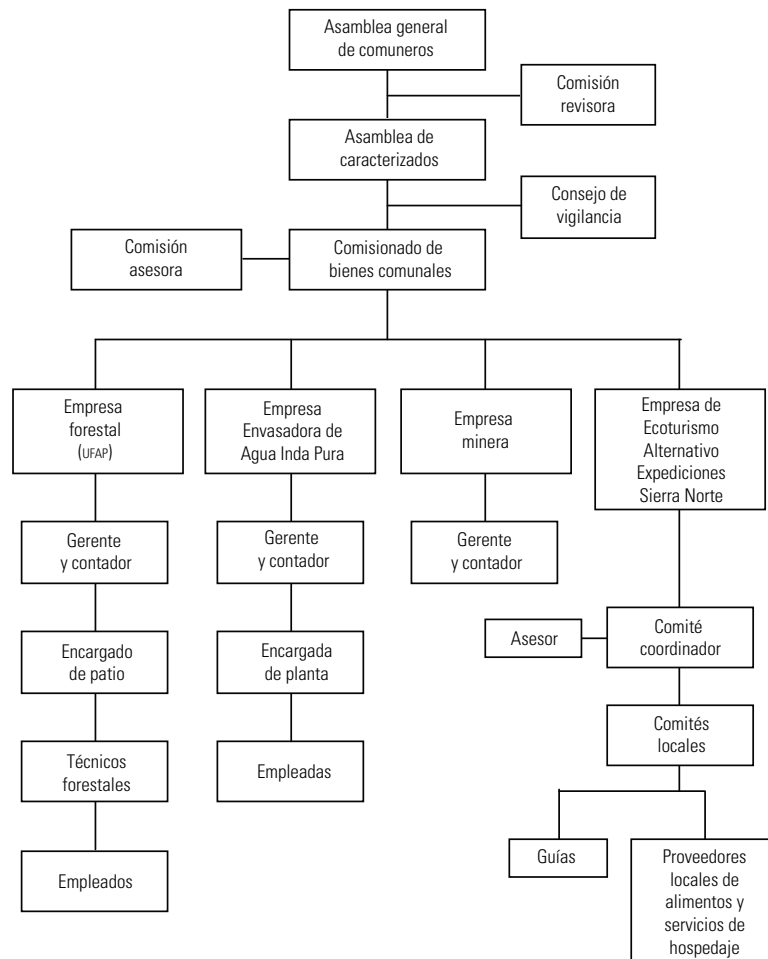 Asamblea general
de comuneros
Comisión
revisora
Asamblea de
caracterizados
Consejo de
vigilancia
Comisión
asesora
Comisionado de
bienes comunales
Empresa
forestal
(UFAP)
Empresa
Envasadora de
Agua Inda Pura
Empresa
minera
Empresa de
Ecoturismo
Alternativo
Expediciones
Sierra Norte
Gerente
y contador
Gerente
y contador
Gerente
y contador
Encargado
de patio
Encargada
de planta
Asesor
Comité
coordinador
Técnicos
forestales
Empleadas
Comités
locales
Empleados
Guías
Proveedores
locales de
alimentos y
servicios de
hospedaje